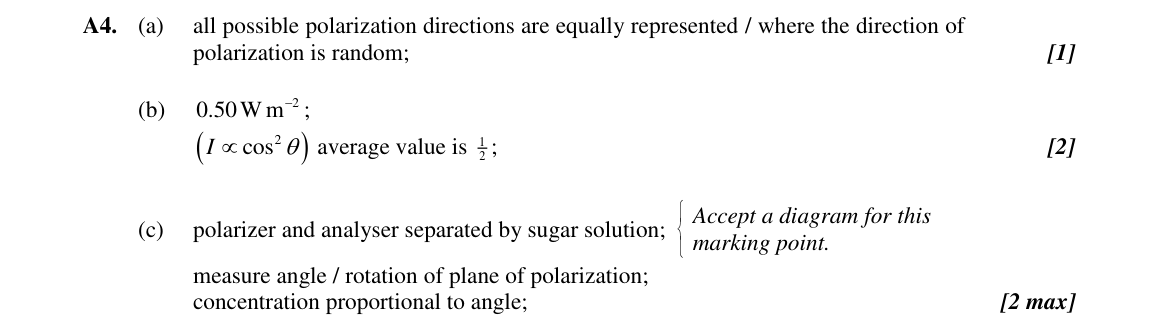 A4. (a) all possible polarization directions are equally represented / where the direction of
polarization is random; [1]
(b) 0.50 W m⁻² ;
(I ∝ cos² θ) average value is ½; [2]
(c) polarizer and analyser separated by sugar solution; { Accept a diagram for this
marking point.
measure angle / rotation of plane of polarization;
concentration proportional to angle; [2 max]